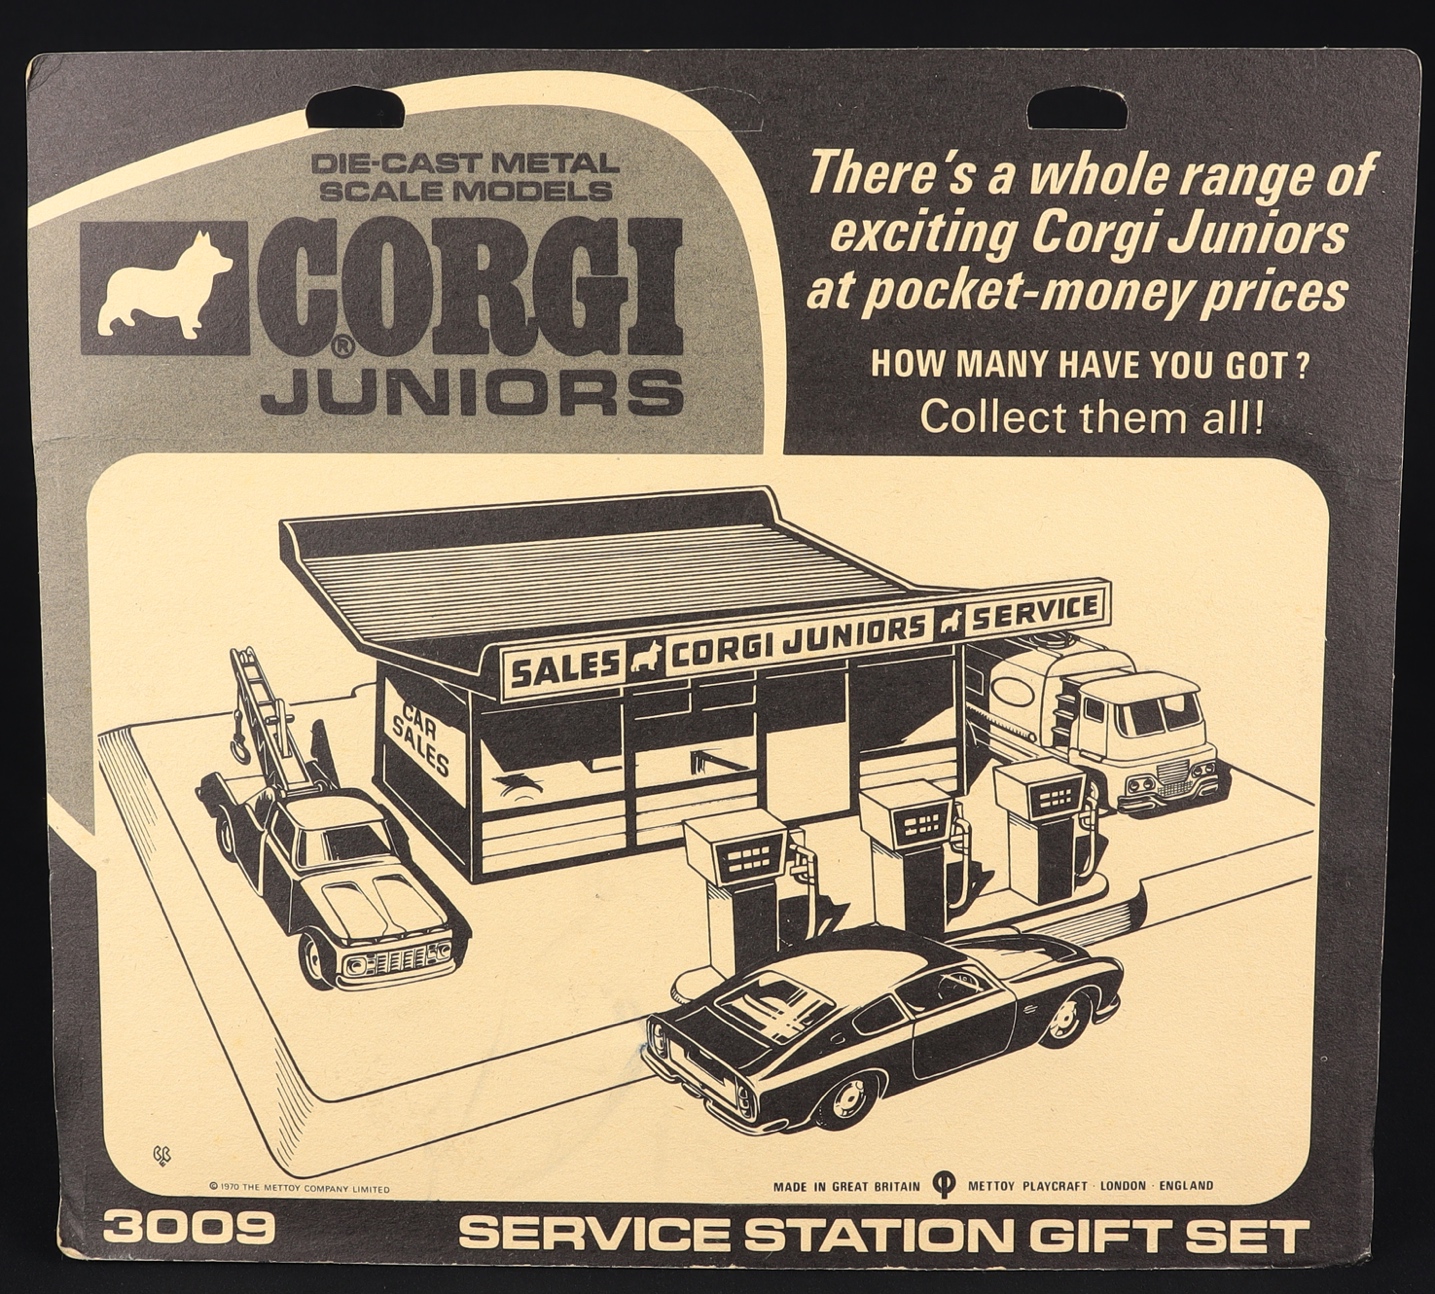 DIE-CAST METAL
SCALE MODELS
CORGI®
JUNIORS
There's a whole range of
exciting Corgi Juniors
at pocket-money prices
HOW MANY HAVE YOU GOT?
Collect them all!
SALES CORGI JUNIORS SERVICE
CAR
SALES
© 1970 THE METTOY COMPANY LIMITED
MADE IN GREAT BRITAIN METTOY PLAYCRAFT · LONDON · ENGLAND
3009 SERVICE STATION GIFT SET